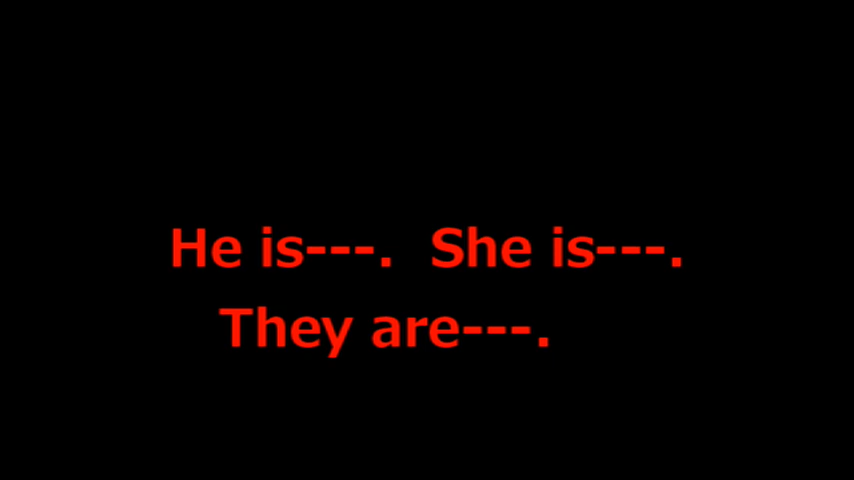 He is---.  She is---.
They are---.